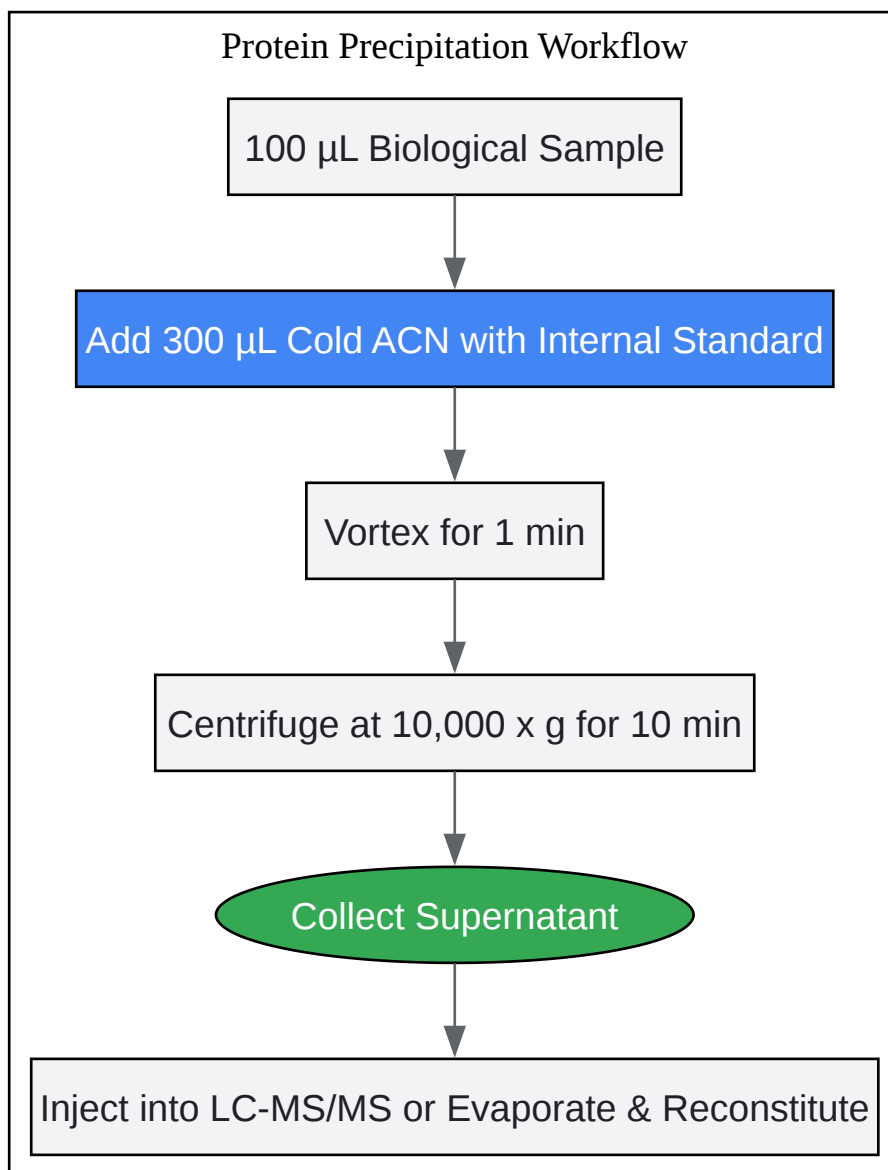 Protein Precipitation Workflow
100 µL Biological Sample
Add 300 µL Cold ACN with Internal Standard
Vortex for 1 min
Centrifuge at 10,000 x g for 10 min
Collect Supernatant
Inject into LC-MS/MS or Evaporate & Reconstitute